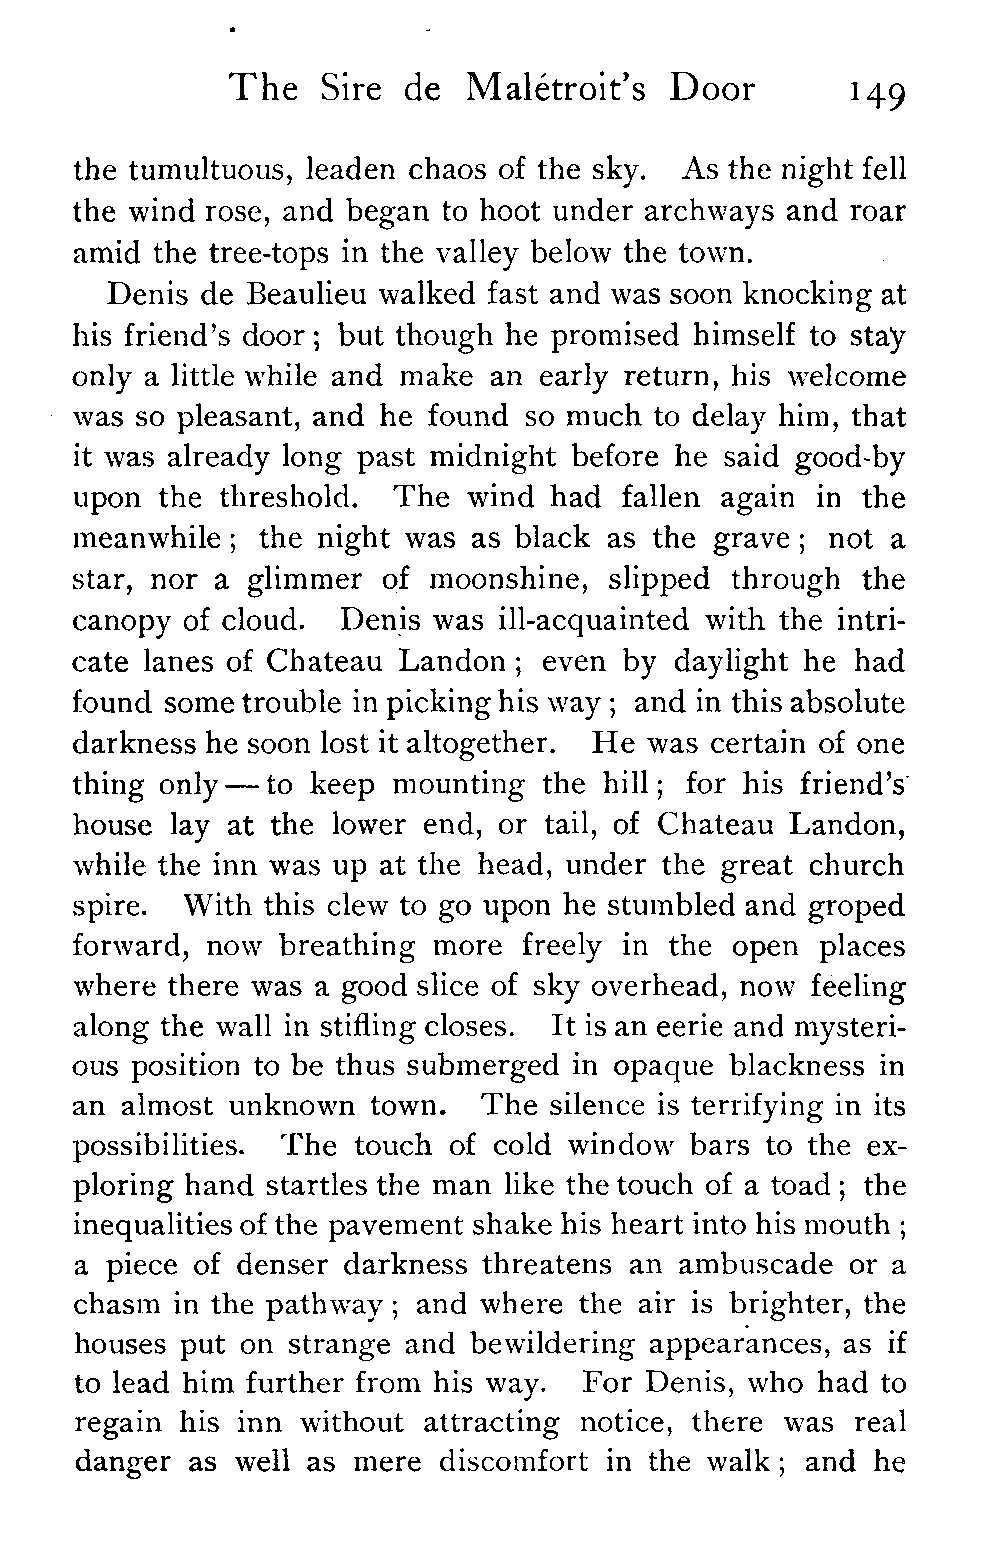 The Sire de Malétroit's Door 149
the tumultuous, leaden chaos of the sky. As the night fell
the wind rose, and began to hoot under archways and roar
amid the tree-tops in the valley below the town.
Denis de Beaulieu walked fast and was soon knocking at
his friend's door ; but though he promised himself to stay
only a little while and make an early return, his welcome
was so pleasant, and he found so much to delay him, that
it was already long past midnight before he said good-by
upon the threshold. The wind had fallen again in the
meanwhile ; the night was as black as the grave ; not a
star, nor a glimmer of moonshine, slipped through the
canopy of cloud. Denis was ill-acquainted with the intri-
cate lanes of Chateau Landon ; even by daylight he had
found some trouble in picking his way ; and in this absolute
darkness he soon lost it altogether. He was certain of one
thing only — to keep mounting the hill ; for his friend's
house lay at the lower end, or tail, of Chateau Landon,
while the inn was up at the head, under the great church
spire. With this clew to go upon he stumbled and groped
forward, now breathing more freely in the open places
where there was a good slice of sky overhead, now feeling
along the wall in stifling closes. It is an eerie and mysteri-
ous position to be thus submerged in opaque blackness in
an almost unknown town. The silence is terrifying in its
possibilities. The touch of cold window bars to the ex-
ploring hand startles the man like the touch of a toad ; the
inequalities of the pavement shake his heart into his mouth ;
a piece of denser darkness threatens an ambuscade or a
chasm in the pathway ; and where the air is brighter, the
houses put on strange and bewildering appearances, as if
to lead him further from his way. For Denis, who had to
regain his inn without attracting notice, there was real
danger as well as mere discomfort in the walk ; and he